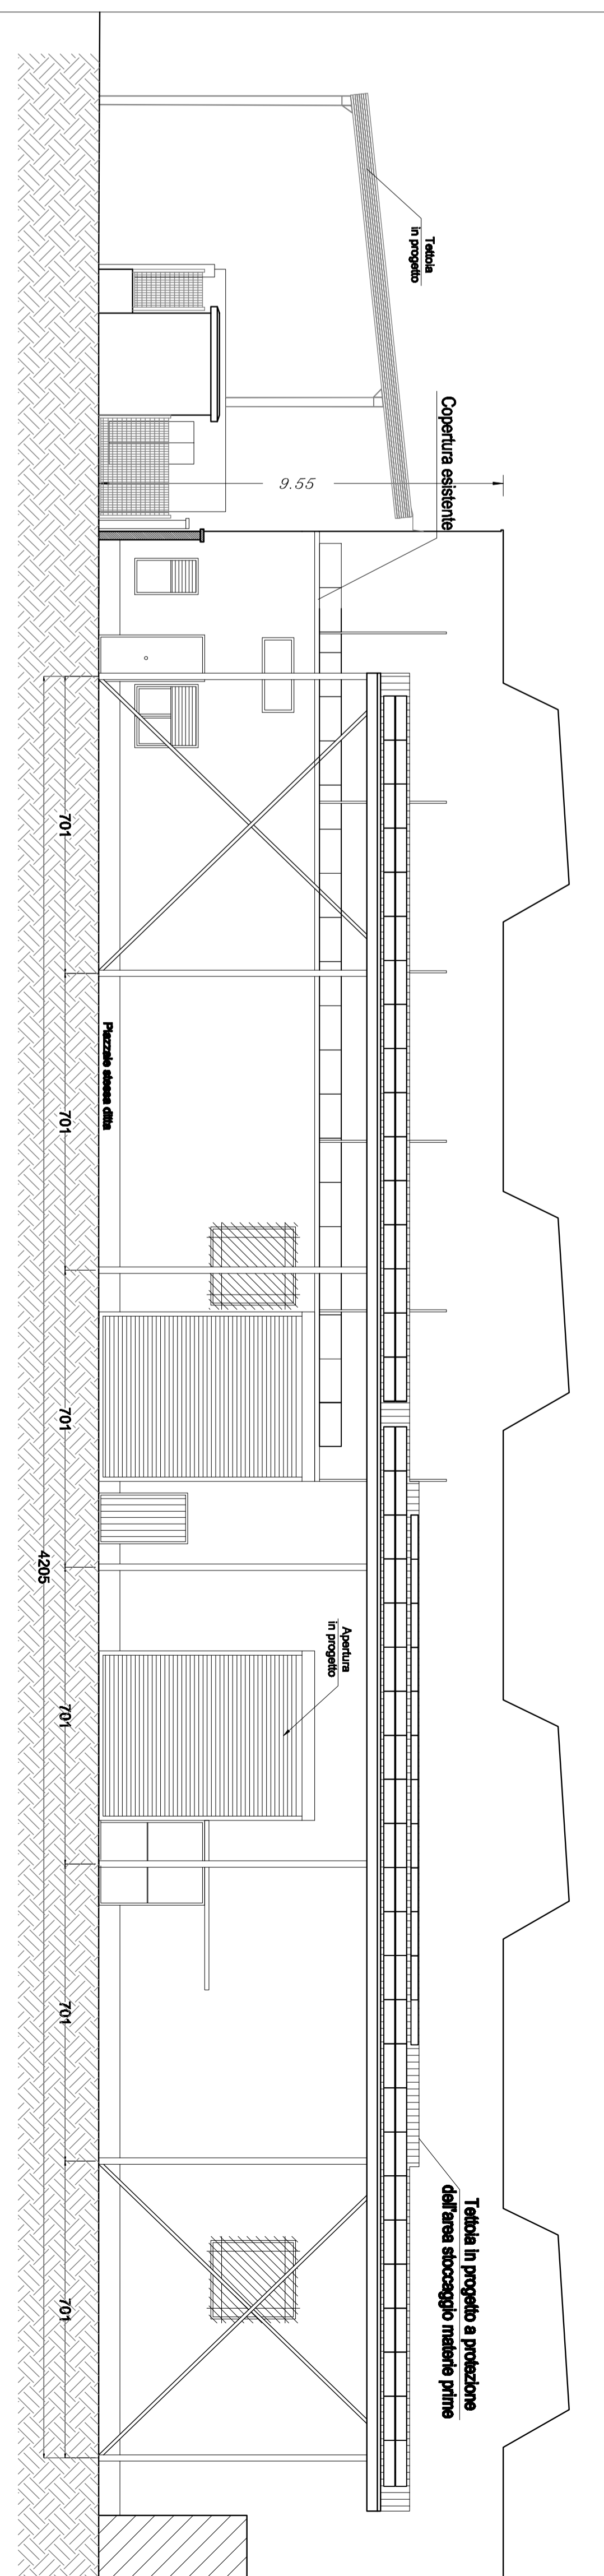 Tettoia
in progetto
Copertura esistente
9.55
701
Piazzale stessa ditta
701
701
4205
Apertura
in progetto
701
701
Tettoia in progetto a protezione
dell'area stoccaggio materie prime
701